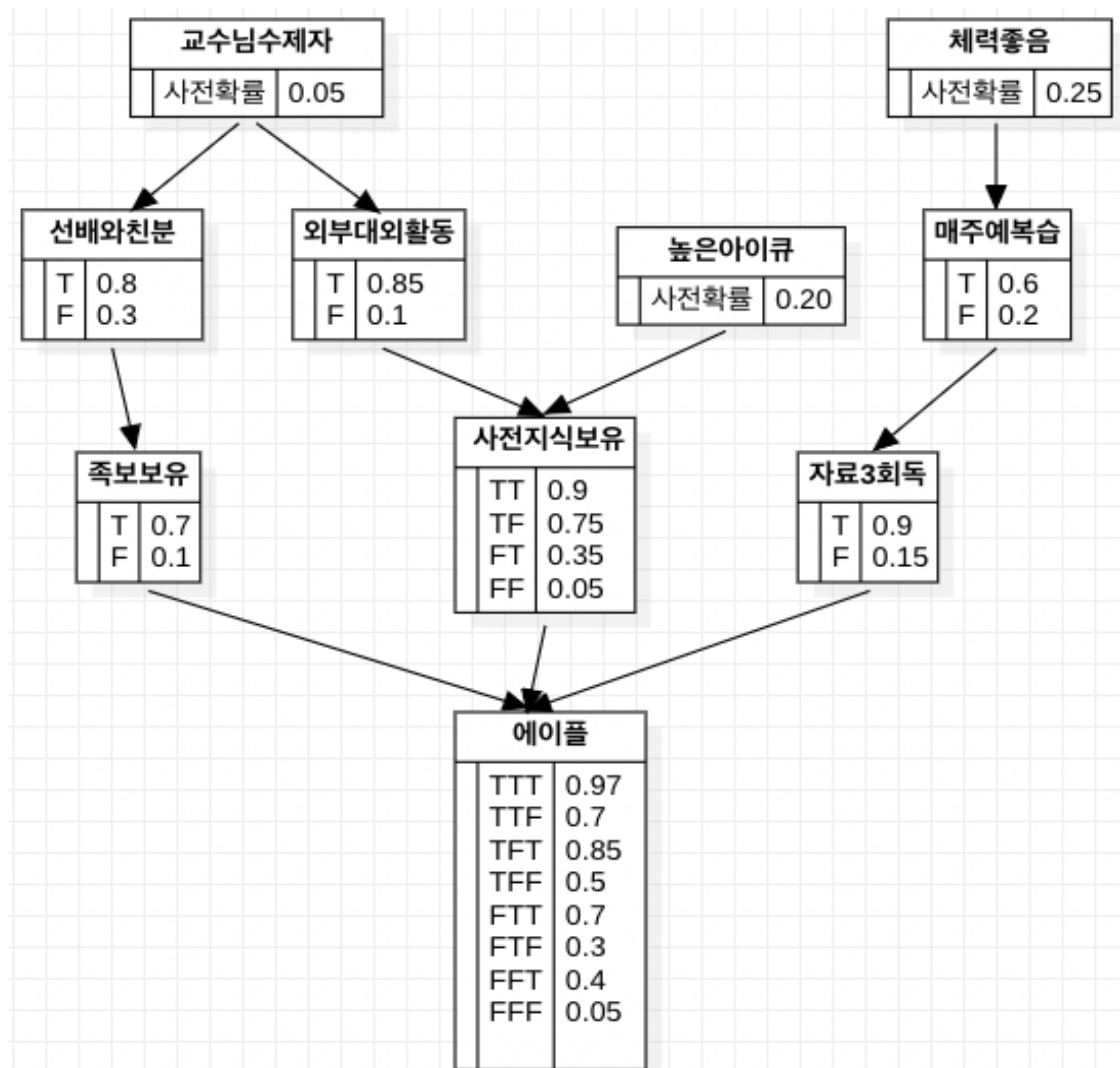 교수님수제자
사전확률 0.05
체력좋음
사전확률 0.25
선배와친분
T 0.8
F 0.3
외부대외활동
T 0.85
F 0.1
높은아이큐
사전확률 0.20
매주예복습
T 0.6
F 0.2
족보보유
T 0.7
F 0.1
사전지식보유
TT 0.9
TF 0.75
FT 0.35
FF 0.05
자료3회독
T 0.9
F 0.15
에이플
TTT 0.97
TTF 0.7
TFT 0.85
TFF 0.5
FTT 0.7
FTF 0.3
FFT 0.4
FFF 0.05